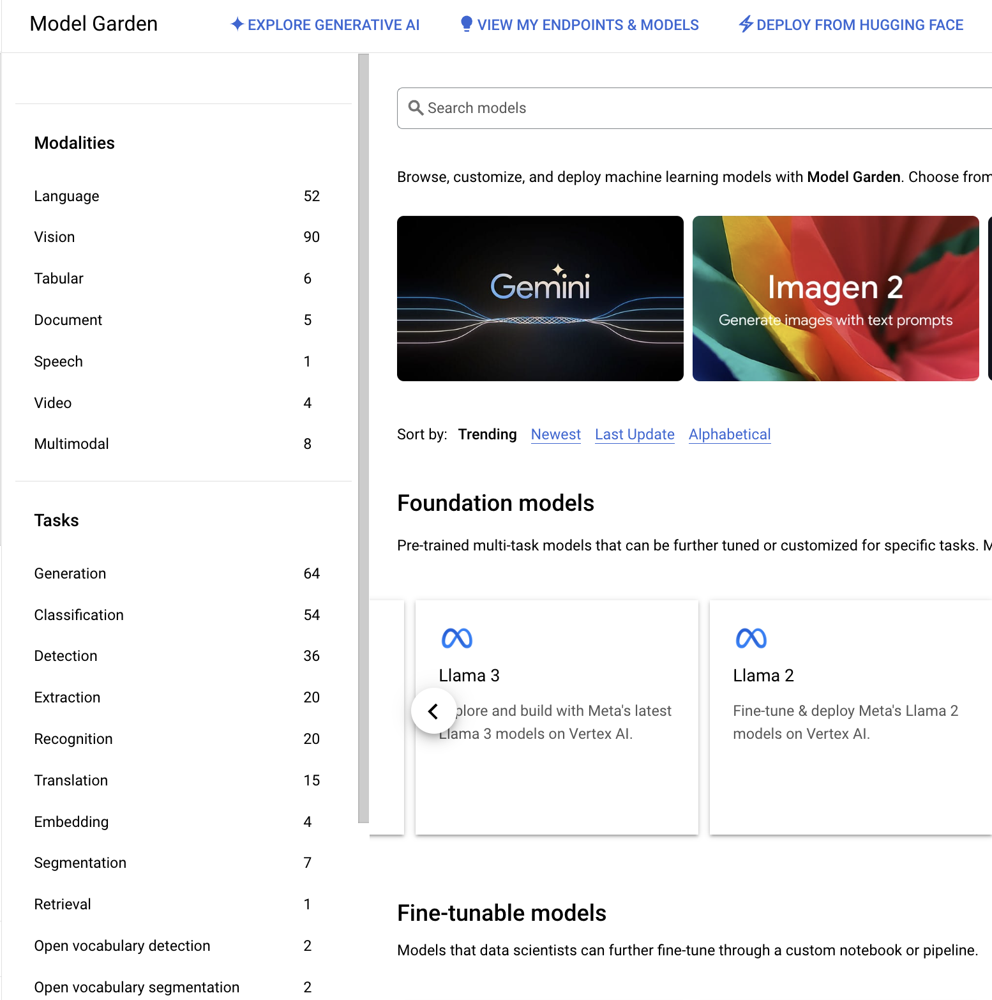 Model Garden
EXPLORE GENERATIVE AI
VIEW MY ENDPOINTS & MODELS
DEPLOY FROM HUGGING FACE
Modalities
Language 52
Vision 90
Tabular 6
Document 5
Speech 1
Video 4
Multimodal 8
Tasks
Generation 64
Classification 54
Detection 36
Extraction 20
Recognition 20
Translation 15
Embedding 4
Segmentation 7
Retrieval 1
Open vocabulary detection 2
Open vocabulary segmentation 2
Search models
Browse, customize, and deploy machine learning models with Model Garden. Choose from
Gemini
Imagen 2
Generate images with text prompts
Sort by: Trending Newest Last Update Alphabetical
Foundation models
Pre-trained multi-task models that can be further tuned or customized for specific tasks.
Llama 3
and build with Meta's latest
Llama 3 models on Vertex AI.
Llama 2
Fine-tune & deploy Meta's Llama 2
models on Vertex AI.
Fine-tunable models
Models that data scientists can further fine-tune through a custom notebook or pipeline.